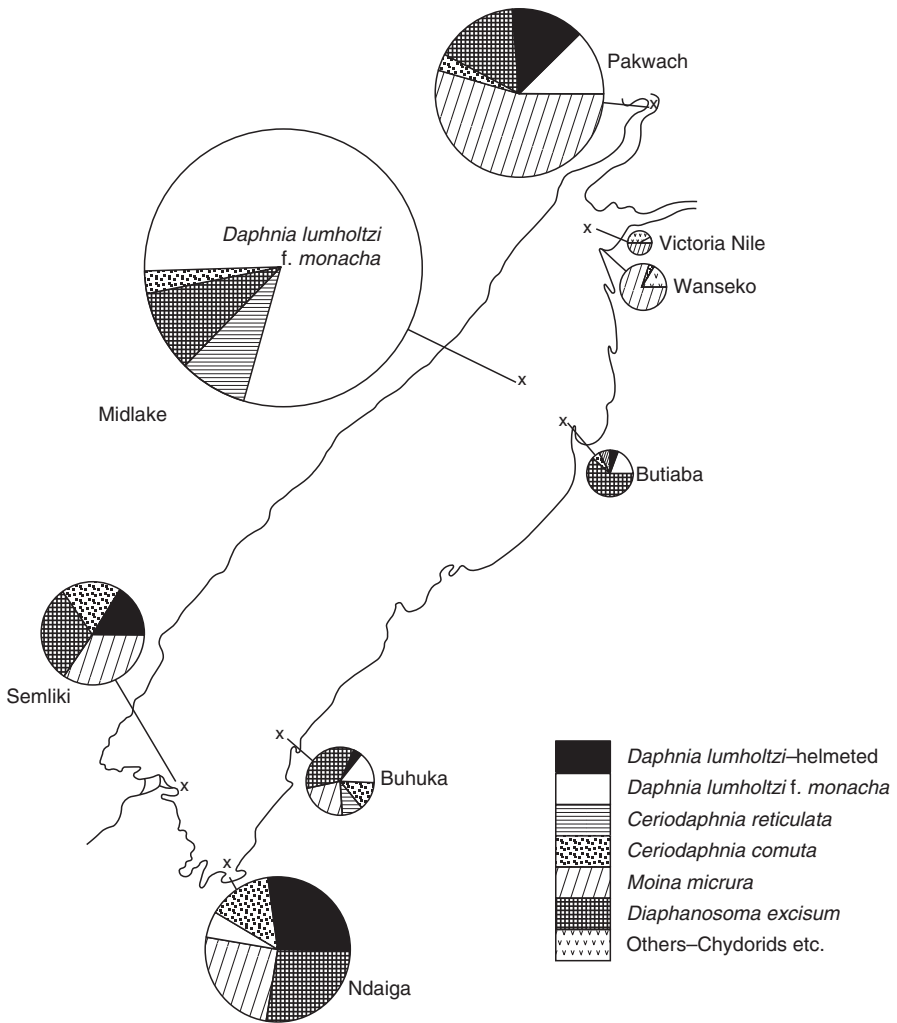 Pakwach
Daphnia lumholtzi
f. monacha
x
x
Victoria Nile
Wanseko
x
Midlake
x
Butiaba
Semliki
x
Buhuka
x
x
Ndaiga
Daphnia lumholtzi–helmeted
Daphnia lumholtzi f. monacha
Ceriodaphnia reticulata
Ceriodaphnia comuta
Moina micrura
Diaphanosoma excisum
Others–Chydorids etc.